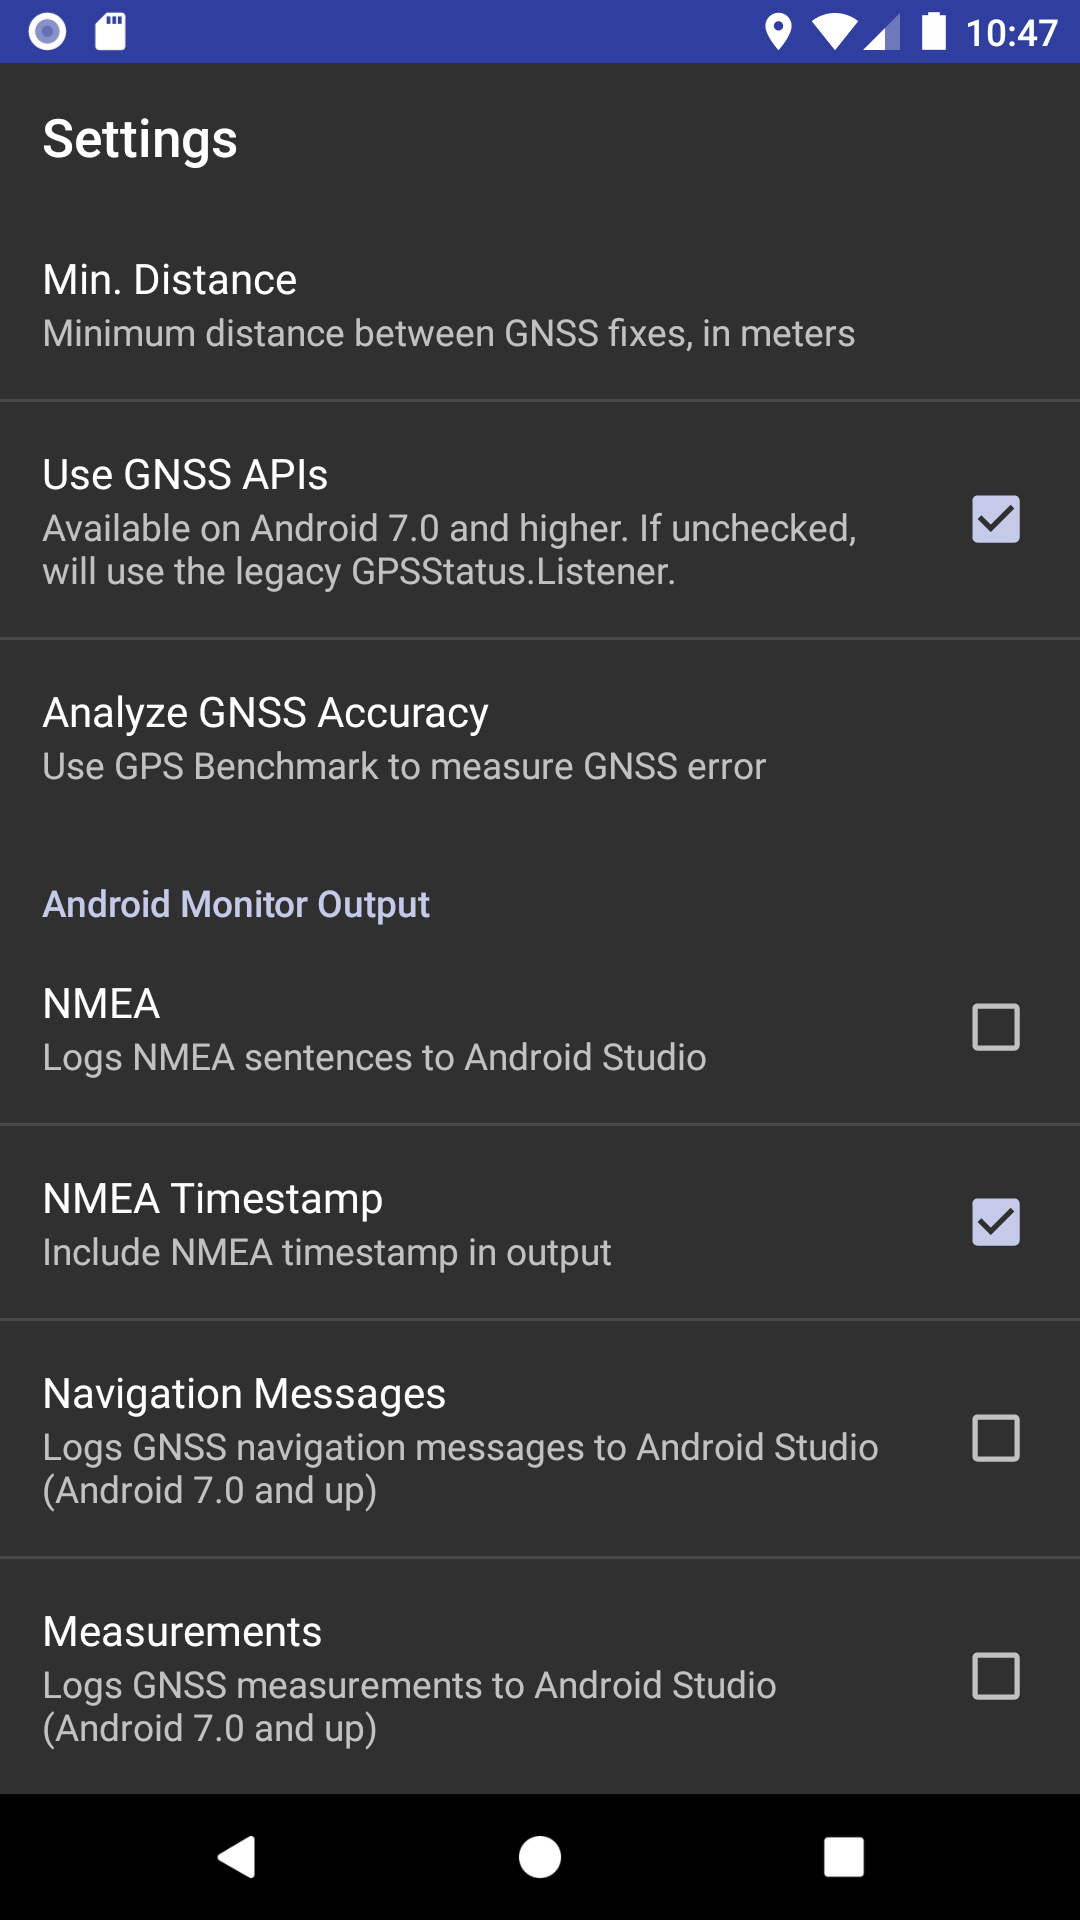 10:47
Settings
Min. Distance
Minimum distance between GNSS fixes, in meters
Use GNSS APIs
Available on Android 7.0 and higher. If unchecked,
will use the legacy GPSStatus.Listener.
Analyze GNSS Accuracy
Use GPS Benchmark to measure GNSS error
Android Monitor Output
NMEA
Logs NMEA sentences to Android Studio
NMEA Timestamp
Include NMEA timestamp in output
Navigation Messages
Logs GNSS navigation messages to Android Studio
(Android 7.0 and up)
Measurements
Logs GNSS measurements to Android Studio
(Android 7.0 and up)